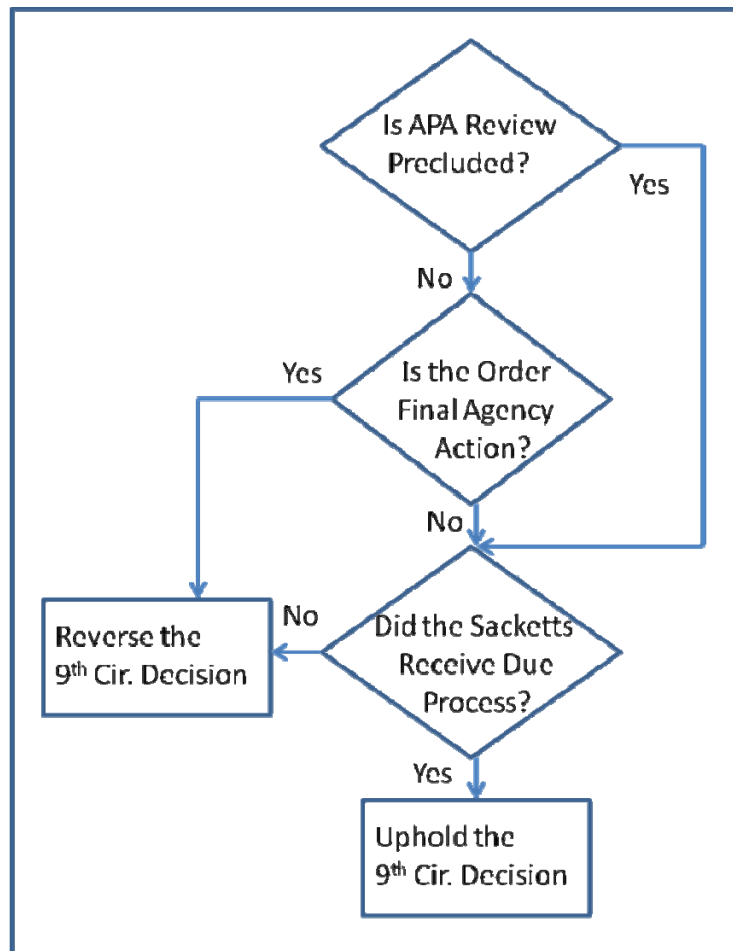 Is APA Review
Precluded?
Yes
No
Yes
Is the Order
Final Agency
Action?
No
Did the Sacketts
Receive Due
Process?
No
Reverse the
9th Cir. Decision
Yes
Uphold the
9th Cir. Decision